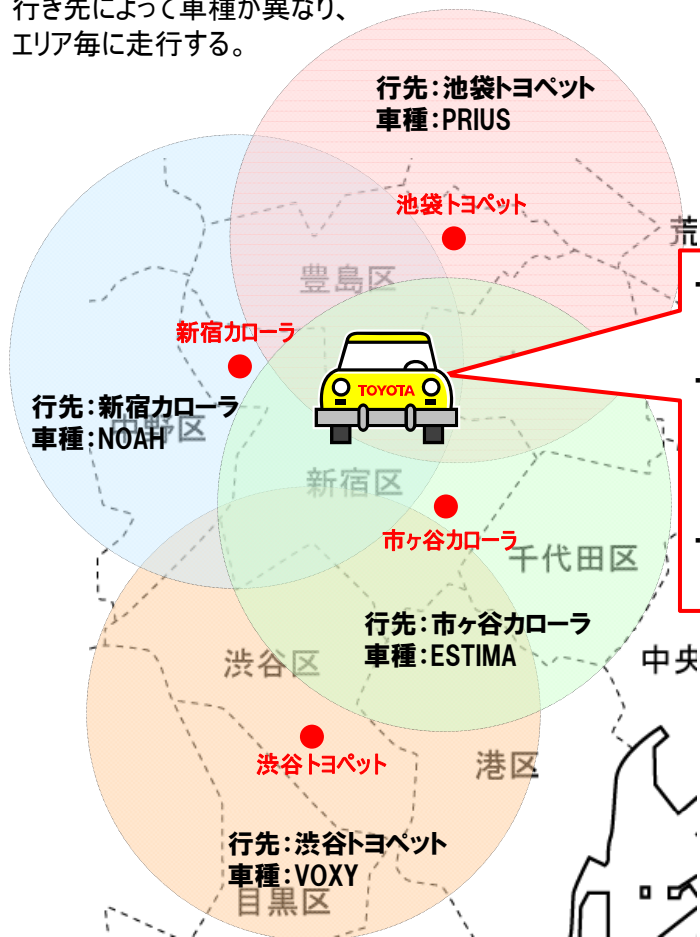 行き先によって車種が異なり、
エリア毎に走行する。
行先：池袋トヨペット
車種：PRIUS
池袋トヨペット
荒
豊島区
新宿カローラ
TOYOTA
行先：新宿カローラ
車種：NOAH
中野区
新宿区
市ヶ谷カローラ
千代田区
行先：市ヶ谷カローラ
車種：ESTIMA
渋谷区
中央
渋谷トヨペット
港区
行先：渋谷トヨペット
車種：VOXY
目黒区